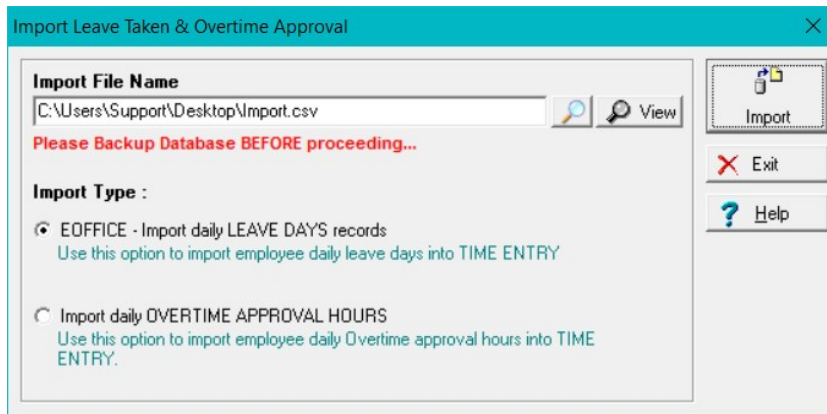 Import Leave Taken & Overtime Approval
Import File Name
C:\Users\Support\Desktop\Import.csv
View
Please Backup Database BEFORE proceeding...
Import Type :
EOFFICE - Import daily LEAVE DAYS records
Use this option to import employee daily leave days into TIME ENTRY
Import daily OVERTIME APPROVAL HOURS
Use this option to import employee daily Overtime approval hours into TIME
ENTRY.
Import
Exit
Help